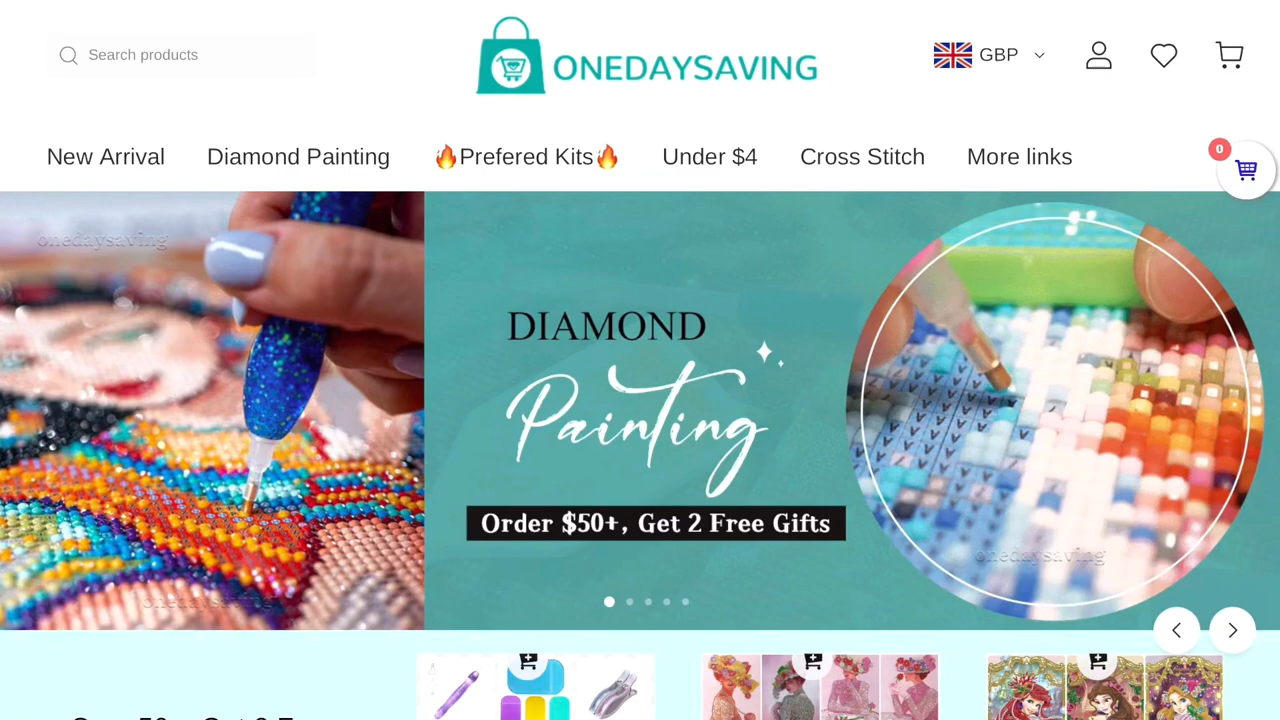 Search products
ONEDAYSAVING
GBP
New Arrival
Diamond Painting
🔥Prefered Kits🔥
Under $4
Cross Stitch
More links
0
onedaysaving
DIAMOND
Painting
Order $50+, Get 2 Free Gifts
onedaysaving
onedaysaving